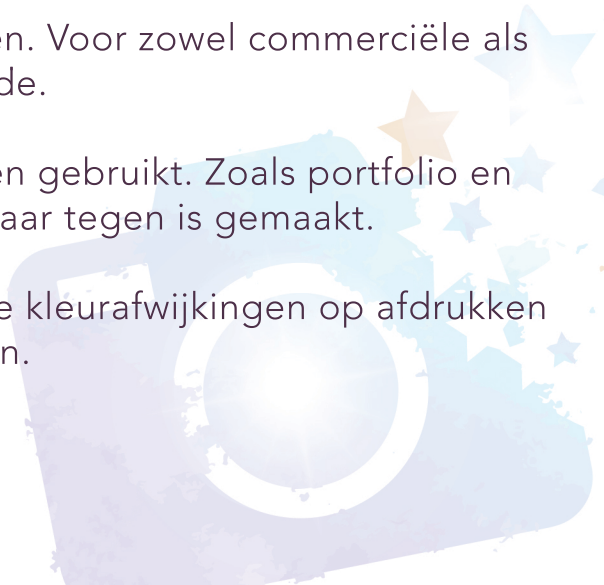 en. Voor zowel commerciële als
de.
en gebruikt. Zoals portfolio en
aar tegen is gemaakt.
e kleurafwijkingen op afdrukken
n.